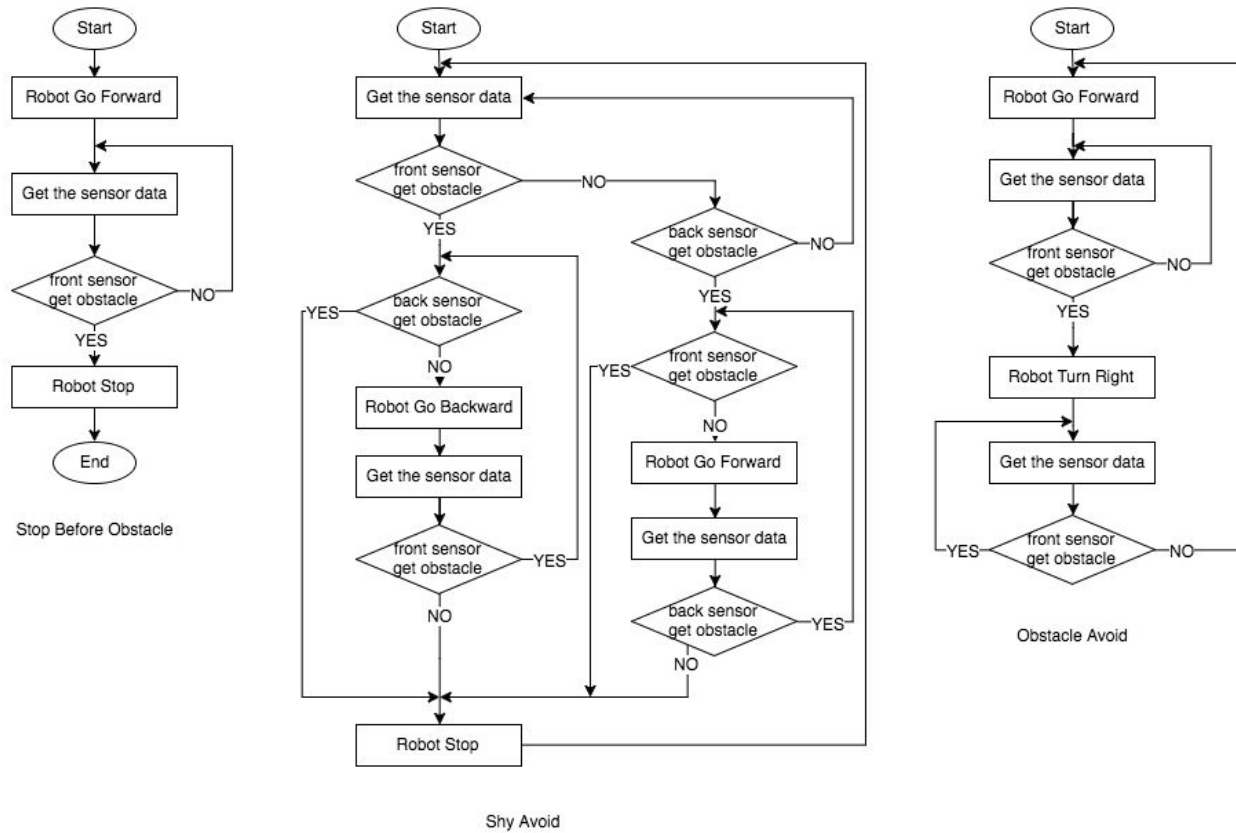 Start
Robot Go Forward
Get the sensor data
front sensor
get obstacle
NO
YES
Robot Stop
End
Stop Before Obstacle
Start
Get the sensor data
front sensor
get obstacle
NO
YES
back sensor
get obstacle
YES
NO
Robot Go Backward
Get the sensor data
front sensor
get obstacle
YES
NO
back sensor
get obstacle
NO
YES
front sensor
get obstacle
YES
NO
Robot Go Forward
Get the sensor data
back sensor
get obstacle
YES
NO
Robot Stop
Shy Avoid
Start
Robot Go Forward
Get the sensor data
front sensor
get obstacle
NO
YES
Robot Turn Right
Get the sensor data
front sensor
get obstacle
YES
NO
Obstacle Avoid